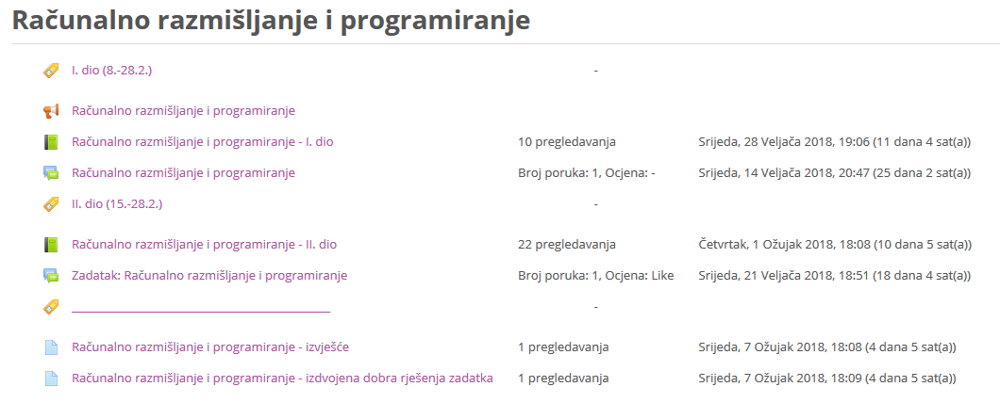 Računalno razmišljanje i programiranje
I. dio (8.-28.2.) -
Računalno razmišljanje i programiranje
Računalno razmišljanje i programiranje - I. dio 10 pregledavanja Srijeda, 28 Veljača 2018, 19:06 (11 dana 4 sat(a))
Računalno razmišljanje i programiranje Broj poruka: 1, Ocjena: - Srijeda, 14 Veljača 2018, 20:47 (25 dana 2 sat(a))
II. dio (15.-28.2.) -
Računalno razmišljanje i programiranje - II. dio 22 pregledavanja Četvrtak, 1 Ožujak 2018, 18:08 (10 dana 5 sat(a))
Zadatak: Računalno razmišljanje i programiranje Broj poruka: 1, Ocjena: Like Srijeda, 21 Veljača 2018, 18:51 (18 dana 4 sat(a))
_______________________________________ -
Računalno razmišljanje i programiranje - izvješće 1 pregledavanja Srijeda, 7 Ožujak 2018, 18:08 (4 dana 5 sat(a))
Računalno razmišljanje i programiranje - izdvojena dobra rješenja zadatka 1 pregledavanja Srijeda, 7 Ožujak 2018, 18:09 (4 dana 5 sat(a))